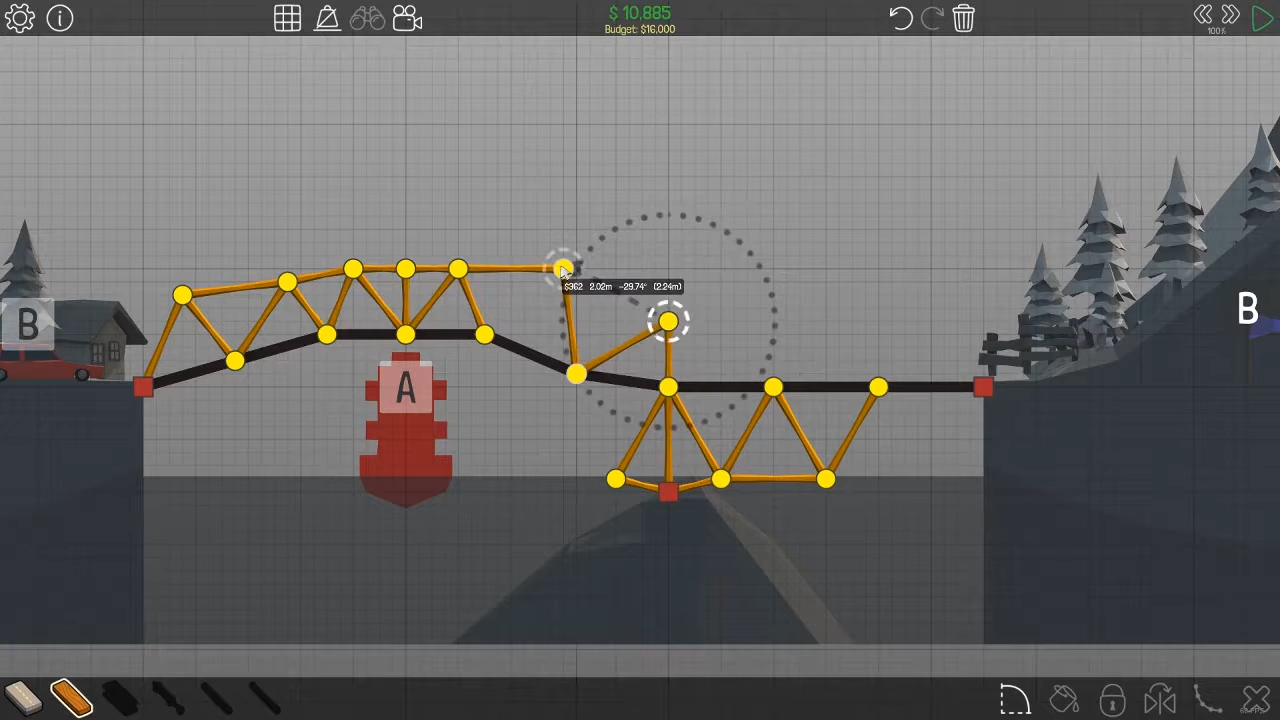 $ 10,885
Budget: $16,000
100%
B
A
B
$362 2.02m -29.74° (2.24m)